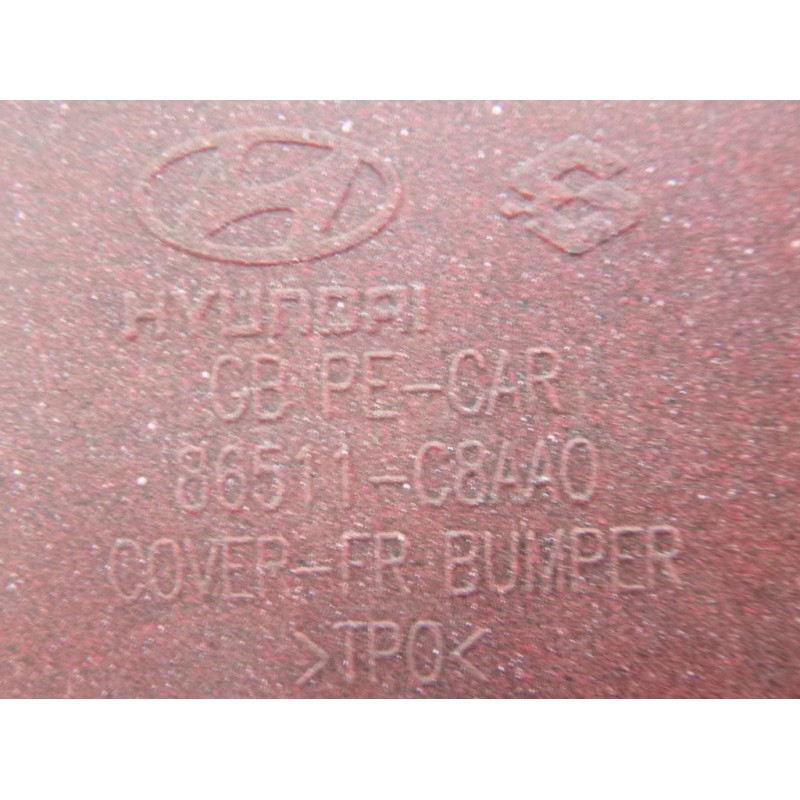 HYUNDAI
GB PE-CAR
86511-C8AA0
COVER-FR BUMPER
>TPO<